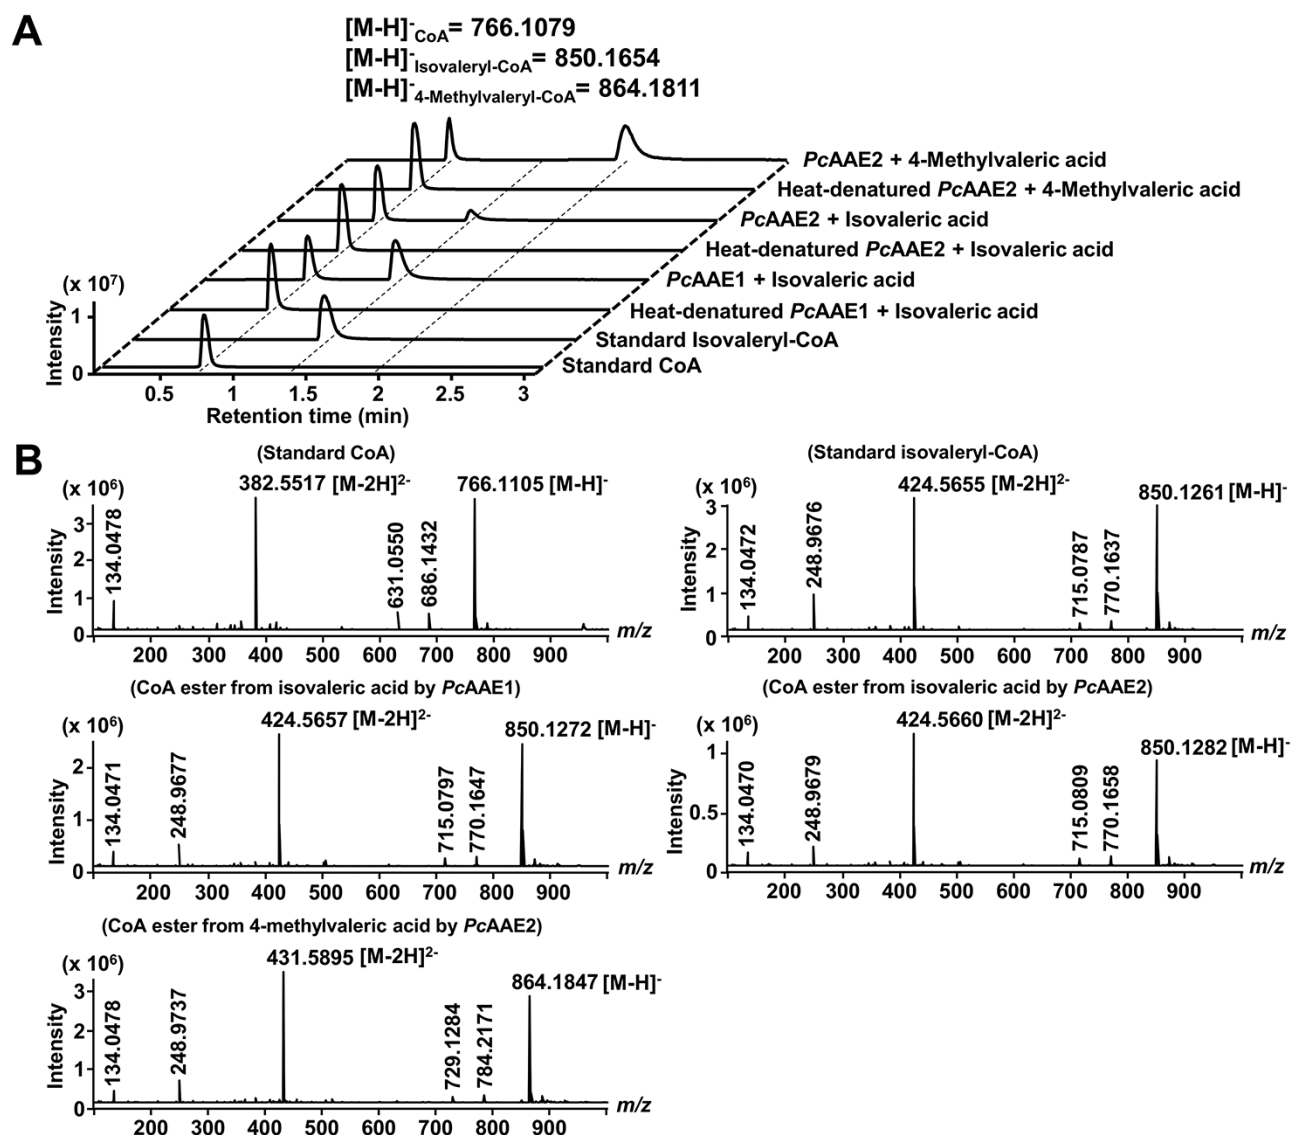 A
[M-H]⁻CoA= 766.1079
[M-H]⁻Isovaleryl-CoA= 850.1654
[M-H]⁻4-Methylvaleryl-CoA= 864.1811
PcAAE2 + 4-Methylvaleric acid
Heat-denatured PcAAE2 + 4-Methylvaleric acid
PcAAE2 + Isovaleric acid
Heat-denatured PcAAE2 + Isovaleric acid
PcAAE1 + Isovaleric acid
Heat-denatured PcAAE1 + Isovaleric acid
Standard Isovaleryl-CoA
Standard CoA
(x 10⁷)
Intensity
1
0
0.5 1 1.5 2 2.5 3
Retention time (min)
B
(Standard CoA)
(x 10⁶)
Intensity
3
2
1
0
134.0478
382.5517 [M-2H]²⁻
631.0550
686.1432
766.1105 [M-H]⁻
m/z
200 300 400 500 600 700 800 900
(Standard isovaleryl-CoA)
(x 10⁶)
Intensity
3
2
1
0
134.0472
248.9676
424.5655 [M-2H]²⁻
715.0787
770.1637
850.1261 [M-H]⁻
m/z
200 300 400 500 600 700 800 900
(CoA ester from isovaleric acid by PcAAE1)
(x 10⁶)
Intensity
2
1
0
134.0471
248.9677
424.5657 [M-2H]²⁻
715.0797
770.1647
850.1272 [M-H]⁻
m/z
200 300 400 500 600 700 800 900
(CoA ester from isovaleric acid by PcAAE2)
(x 10⁶)
Intensity
1
0.5
0
134.0470
248.9679
424.5660 [M-2H]²⁻
715.0809
770.1658
850.1282 [M-H]⁻
m/z
200 300 400 500 600 700 800 900
(CoA ester from 4-methylvaleric acid by PcAAE2)
(x 10⁶)
Intensity
3
2
1
0
134.0478
248.9737
431.5895 [M-2H]²⁻
729.1284
784.2171
864.1847 [M-H]⁻
m/z
200 300 400 500 600 700 800 900